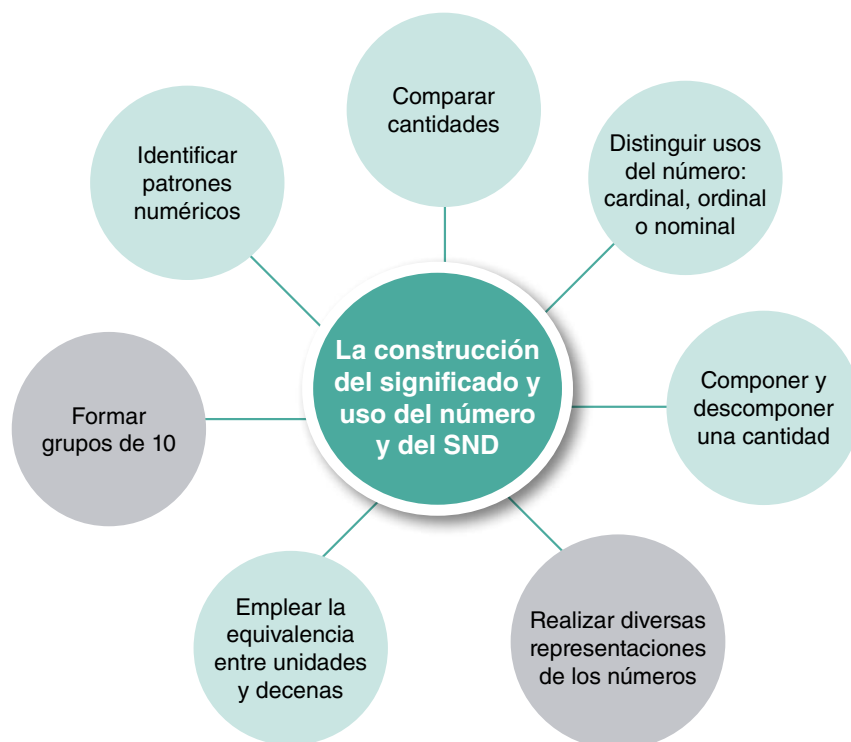 Comparar
cantidades
Distinguir usos
del número:
cardinal, ordinal
o nominal
Identificar
patrones
numéricos
La construcción
del significado y
uso del número
y del SND
Componer y
descomponer
una cantidad
Formar
grupos de 10
Emplear la
equivalencia
entre unidades
y decenas
Realizar diversas
representaciones
de los números